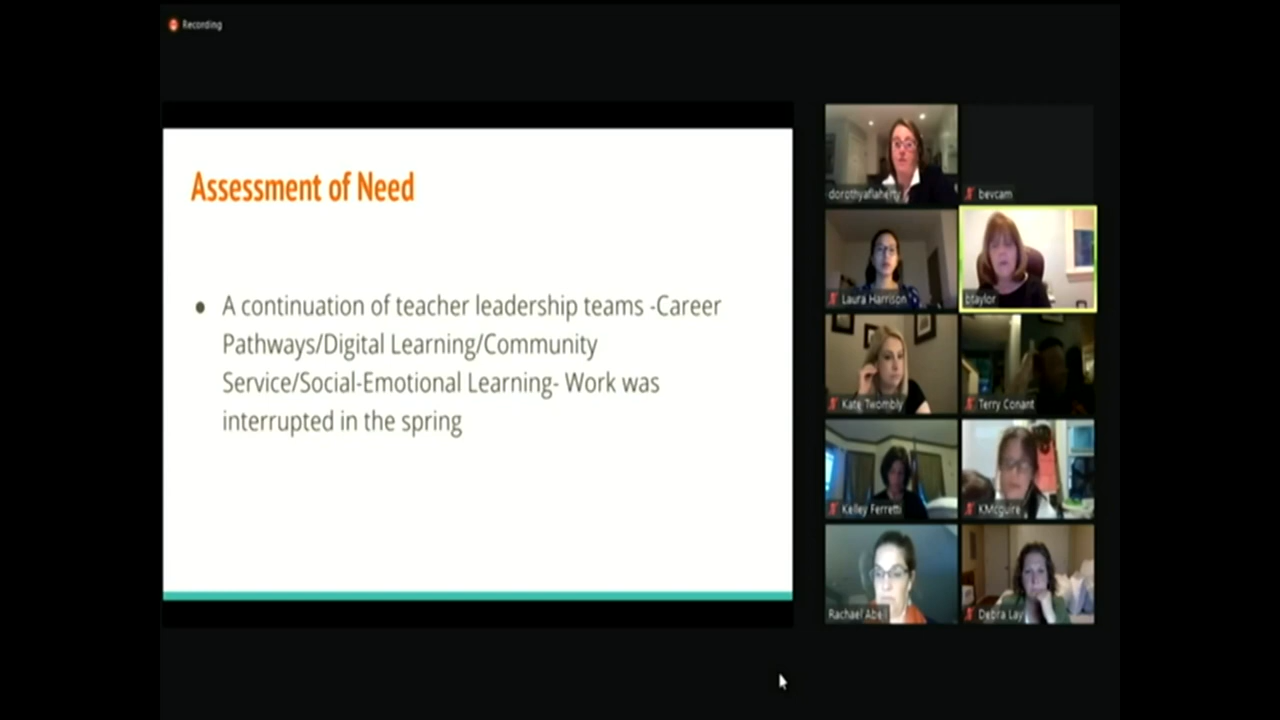 Recording
Assessment of Need
● A continuation of teacher leadership teams -Career
Pathways/Digital Learning/Community
Service/Social-Emotional Learning- Work was
interrupted in the spring
dorothyaflaherty
bevcam
Laura Harrison
btaylor
Kate Twombly
Terry Conant
Kelley Ferretti
KMcguire
Rachael Abell
Debra Lay